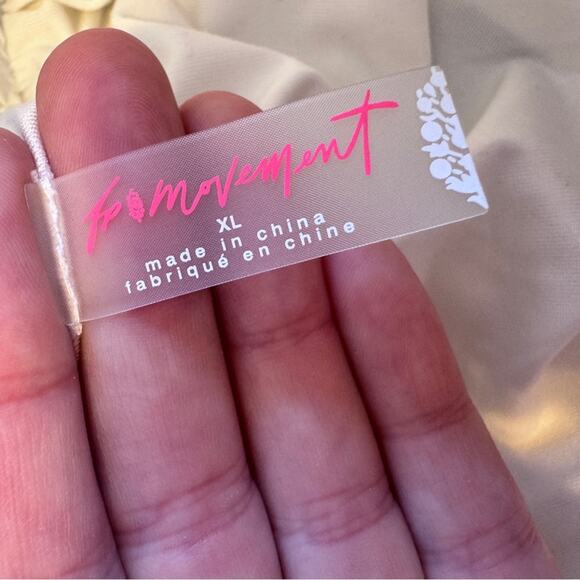 fp movement
XL
made in china
fabriqué en chine